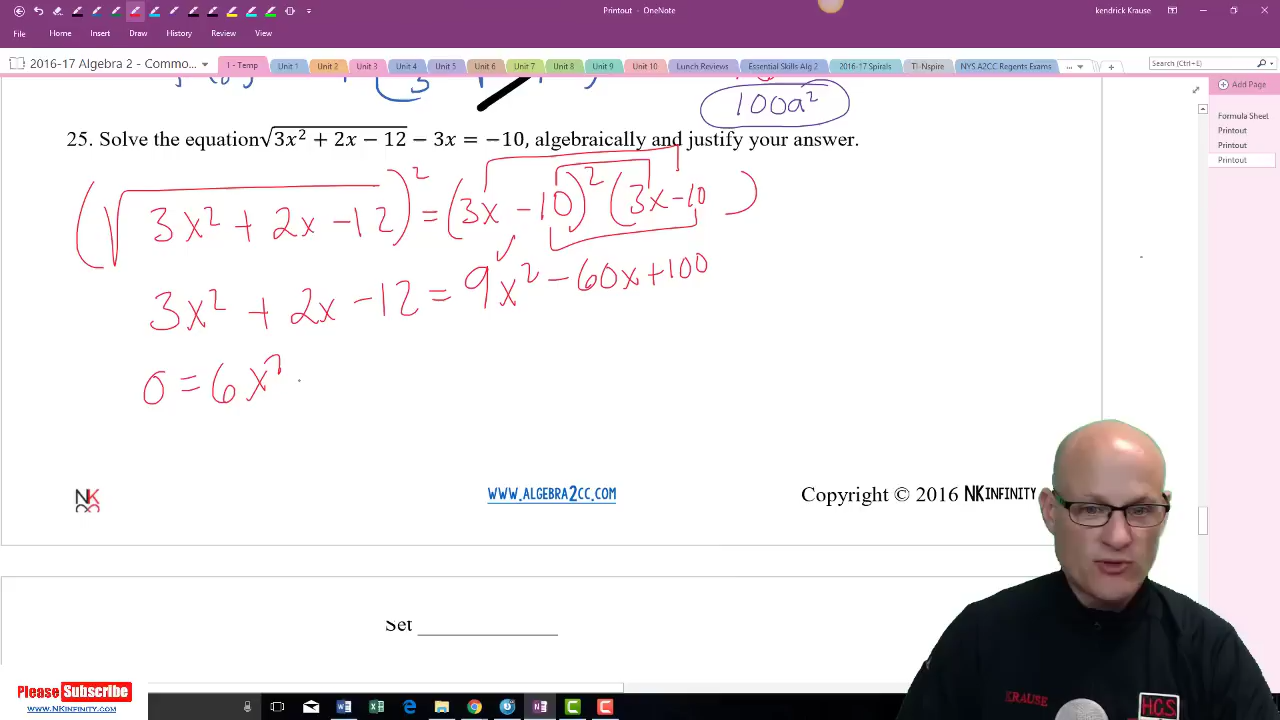 Printout - OneNote
kendrick Krause
File Home Insert Draw History Review View
2016-17 Algebra 2 - Commo... 1 - Temp Unit 1 Unit 2 Unit 3 Unit 4 Unit 5 Unit 6 Unit 7 Unit 8 Unit 9 Unit 10 Lunch Reviews Essential Skills Alg 2 2016-17 Spirals TI-Nspire NYS A2CC Regents Exams ... Search (Ctrl+E)
Add Page
Formula Sheet
Printout
Printout
Printout
100a²
25. Solve the equation√(3x² + 2x − 12) − 3x = −10, algebraically and justify your answer.
(√(3x² + 2x − 12))² = (3x − 10)² (3x − 10)
3x² + 2x − 12 = 9x² − 60x + 100
0 = 6x²
NK
WWW.ALGEBRA2CC.COM
Copyright © 2016 NKINFINITY
Set ____________
KRAUSE
H.C.S.
Please Subscribe
WWW.NKINFINITY.COM